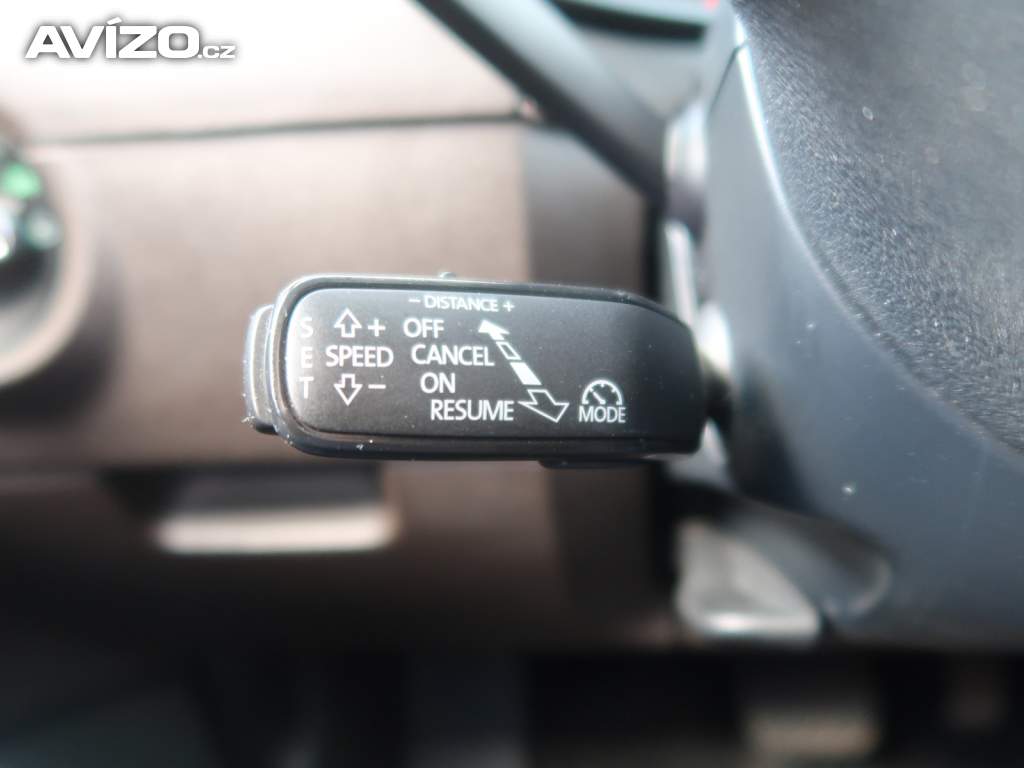 AVÍZO.cz
− DISTANCE +
S ⇧ + OFF
E SPEED CANCEL
T ⇩ − ON
RESUME MODE